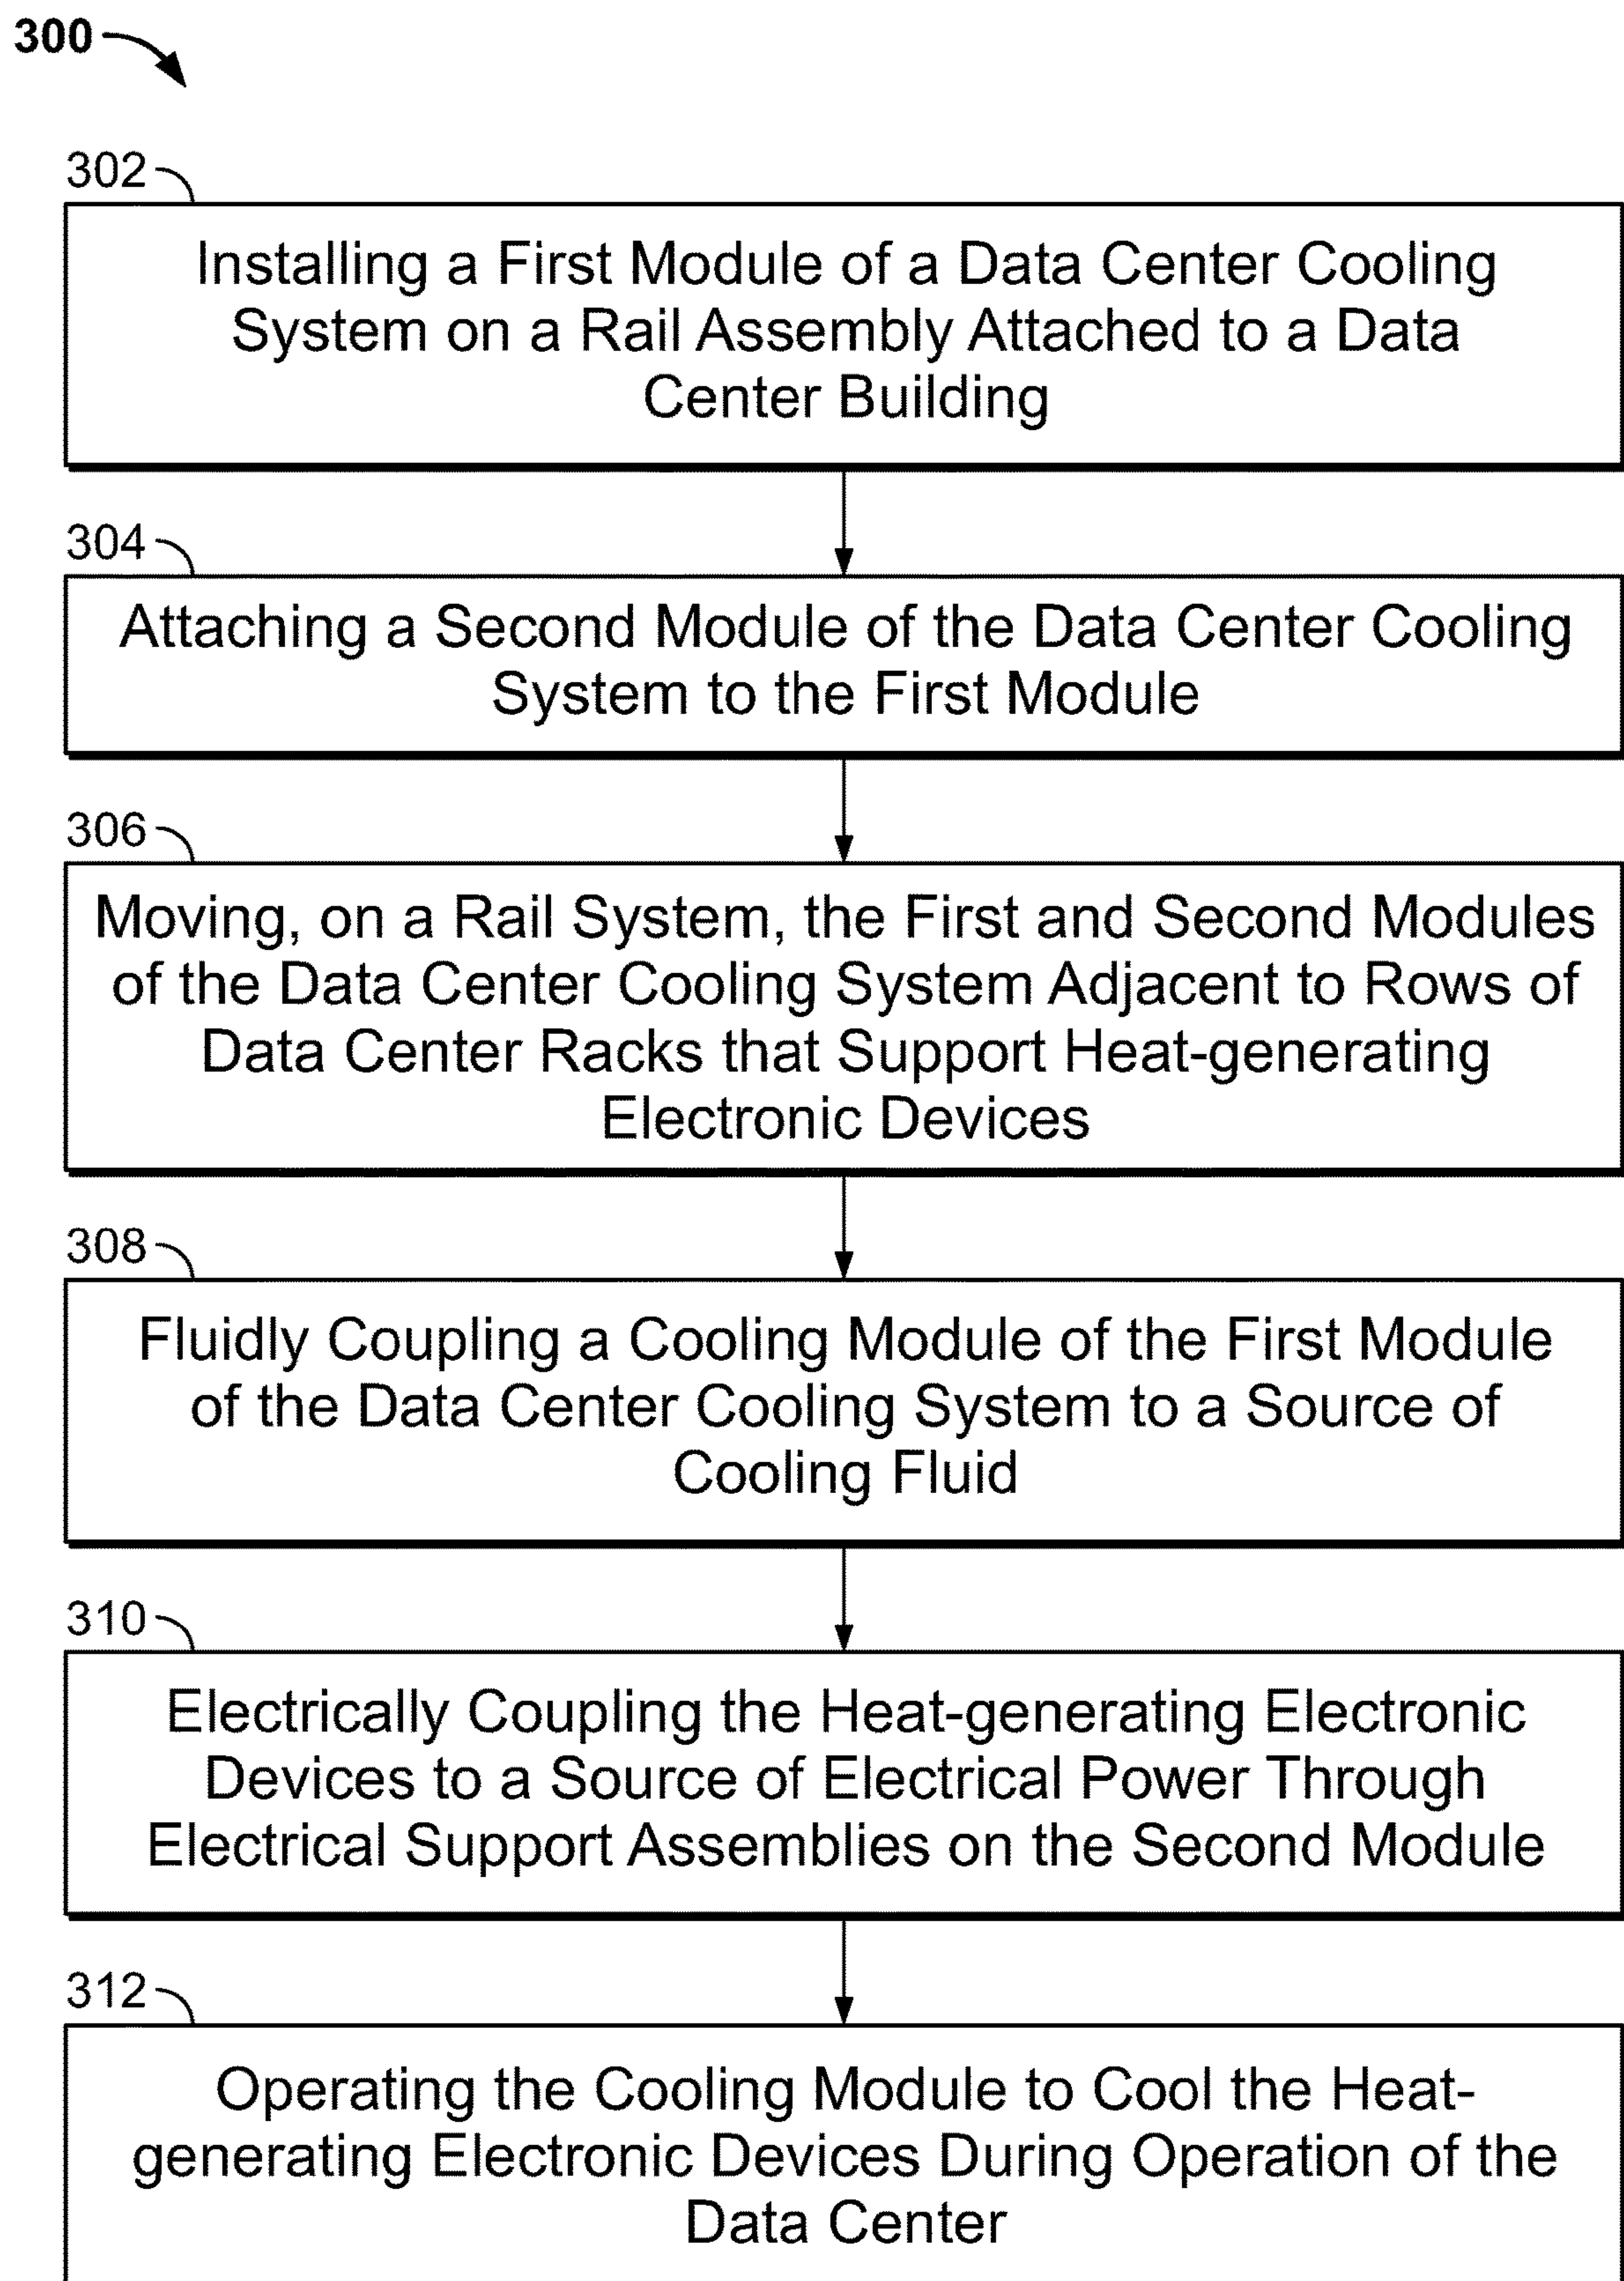 300
302
Installing a First Module of a Data Center Cooling
System on a Rail Assembly Attached to a Data
Center Building
304
Attaching a Second Module of the Data Center Cooling
System to the First Module
306
Moving, on a Rail System, the First and Second Modules
of the Data Center Cooling System Adjacent to Rows of
Data Center Racks that Support Heat-generating
Electronic Devices
308
Fluidly Coupling a Cooling Module of the First Module
of the Data Center Cooling System to a Source of
Cooling Fluid
310
Electrically Coupling the Heat-generating Electronic
Devices to a Source of Electrical Power Through
Electrical Support Assemblies on the Second Module
312
Operating the Cooling Module to Cool the Heat-
generating Electronic Devices During Operation of the
Data Center